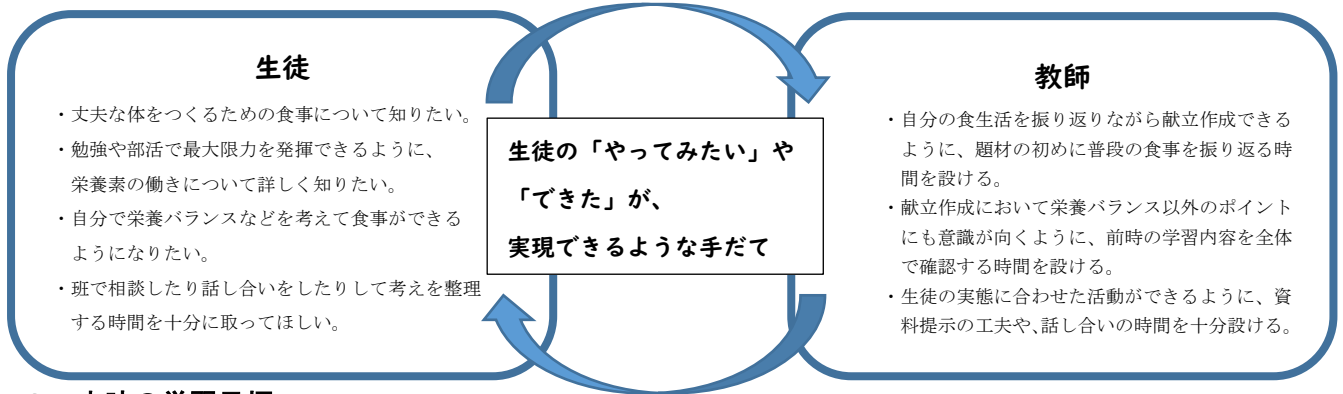 生徒
・丈夫な体をつくるための食事について知りたい。
・勉強や部活で最大限力を発揮できるように、
栄養素の働きについて詳しく知りたい。
・自分で栄養バランスなどを考えて食事ができる
ようになりたい。
・班で相談したり話し合いをしたりして考えを整理
する時間を十分に取ってほしい。
生徒の「やってみたい」や
「できた」が、
実現できるような手だて
教師
・自分の食生活を振り返りながら献立作成できる
ように、題材の初めに普段の食事を振り返る時
間を設ける。
・献立作成において栄養バランス以外のポイント
にも意識が向くように、前時の学習内容を全体
で確認する時間を設ける。
・生徒の実態に合わせた活動ができるように、資
料提示の工夫や、話し合いの時間を十分設ける。